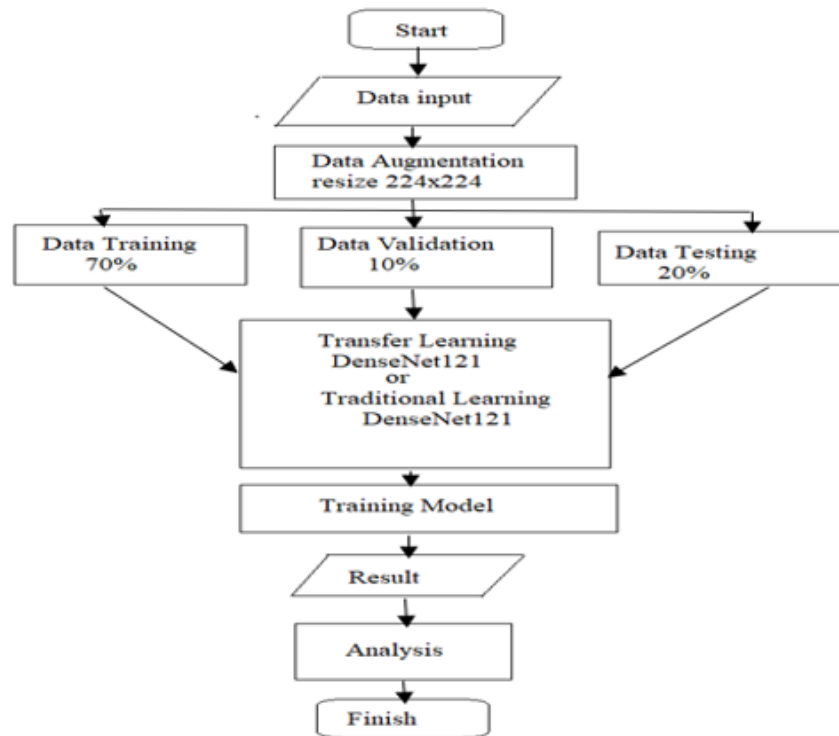 Start
Data input
Data Augmentation
resize 224x224
Data Training
70%
Data Validation
10%
Data Testing
20%
Transfer Learning
DenseNet121
or
Traditional Learning
DenseNet121
Training Model
Result
Analysis
Finish